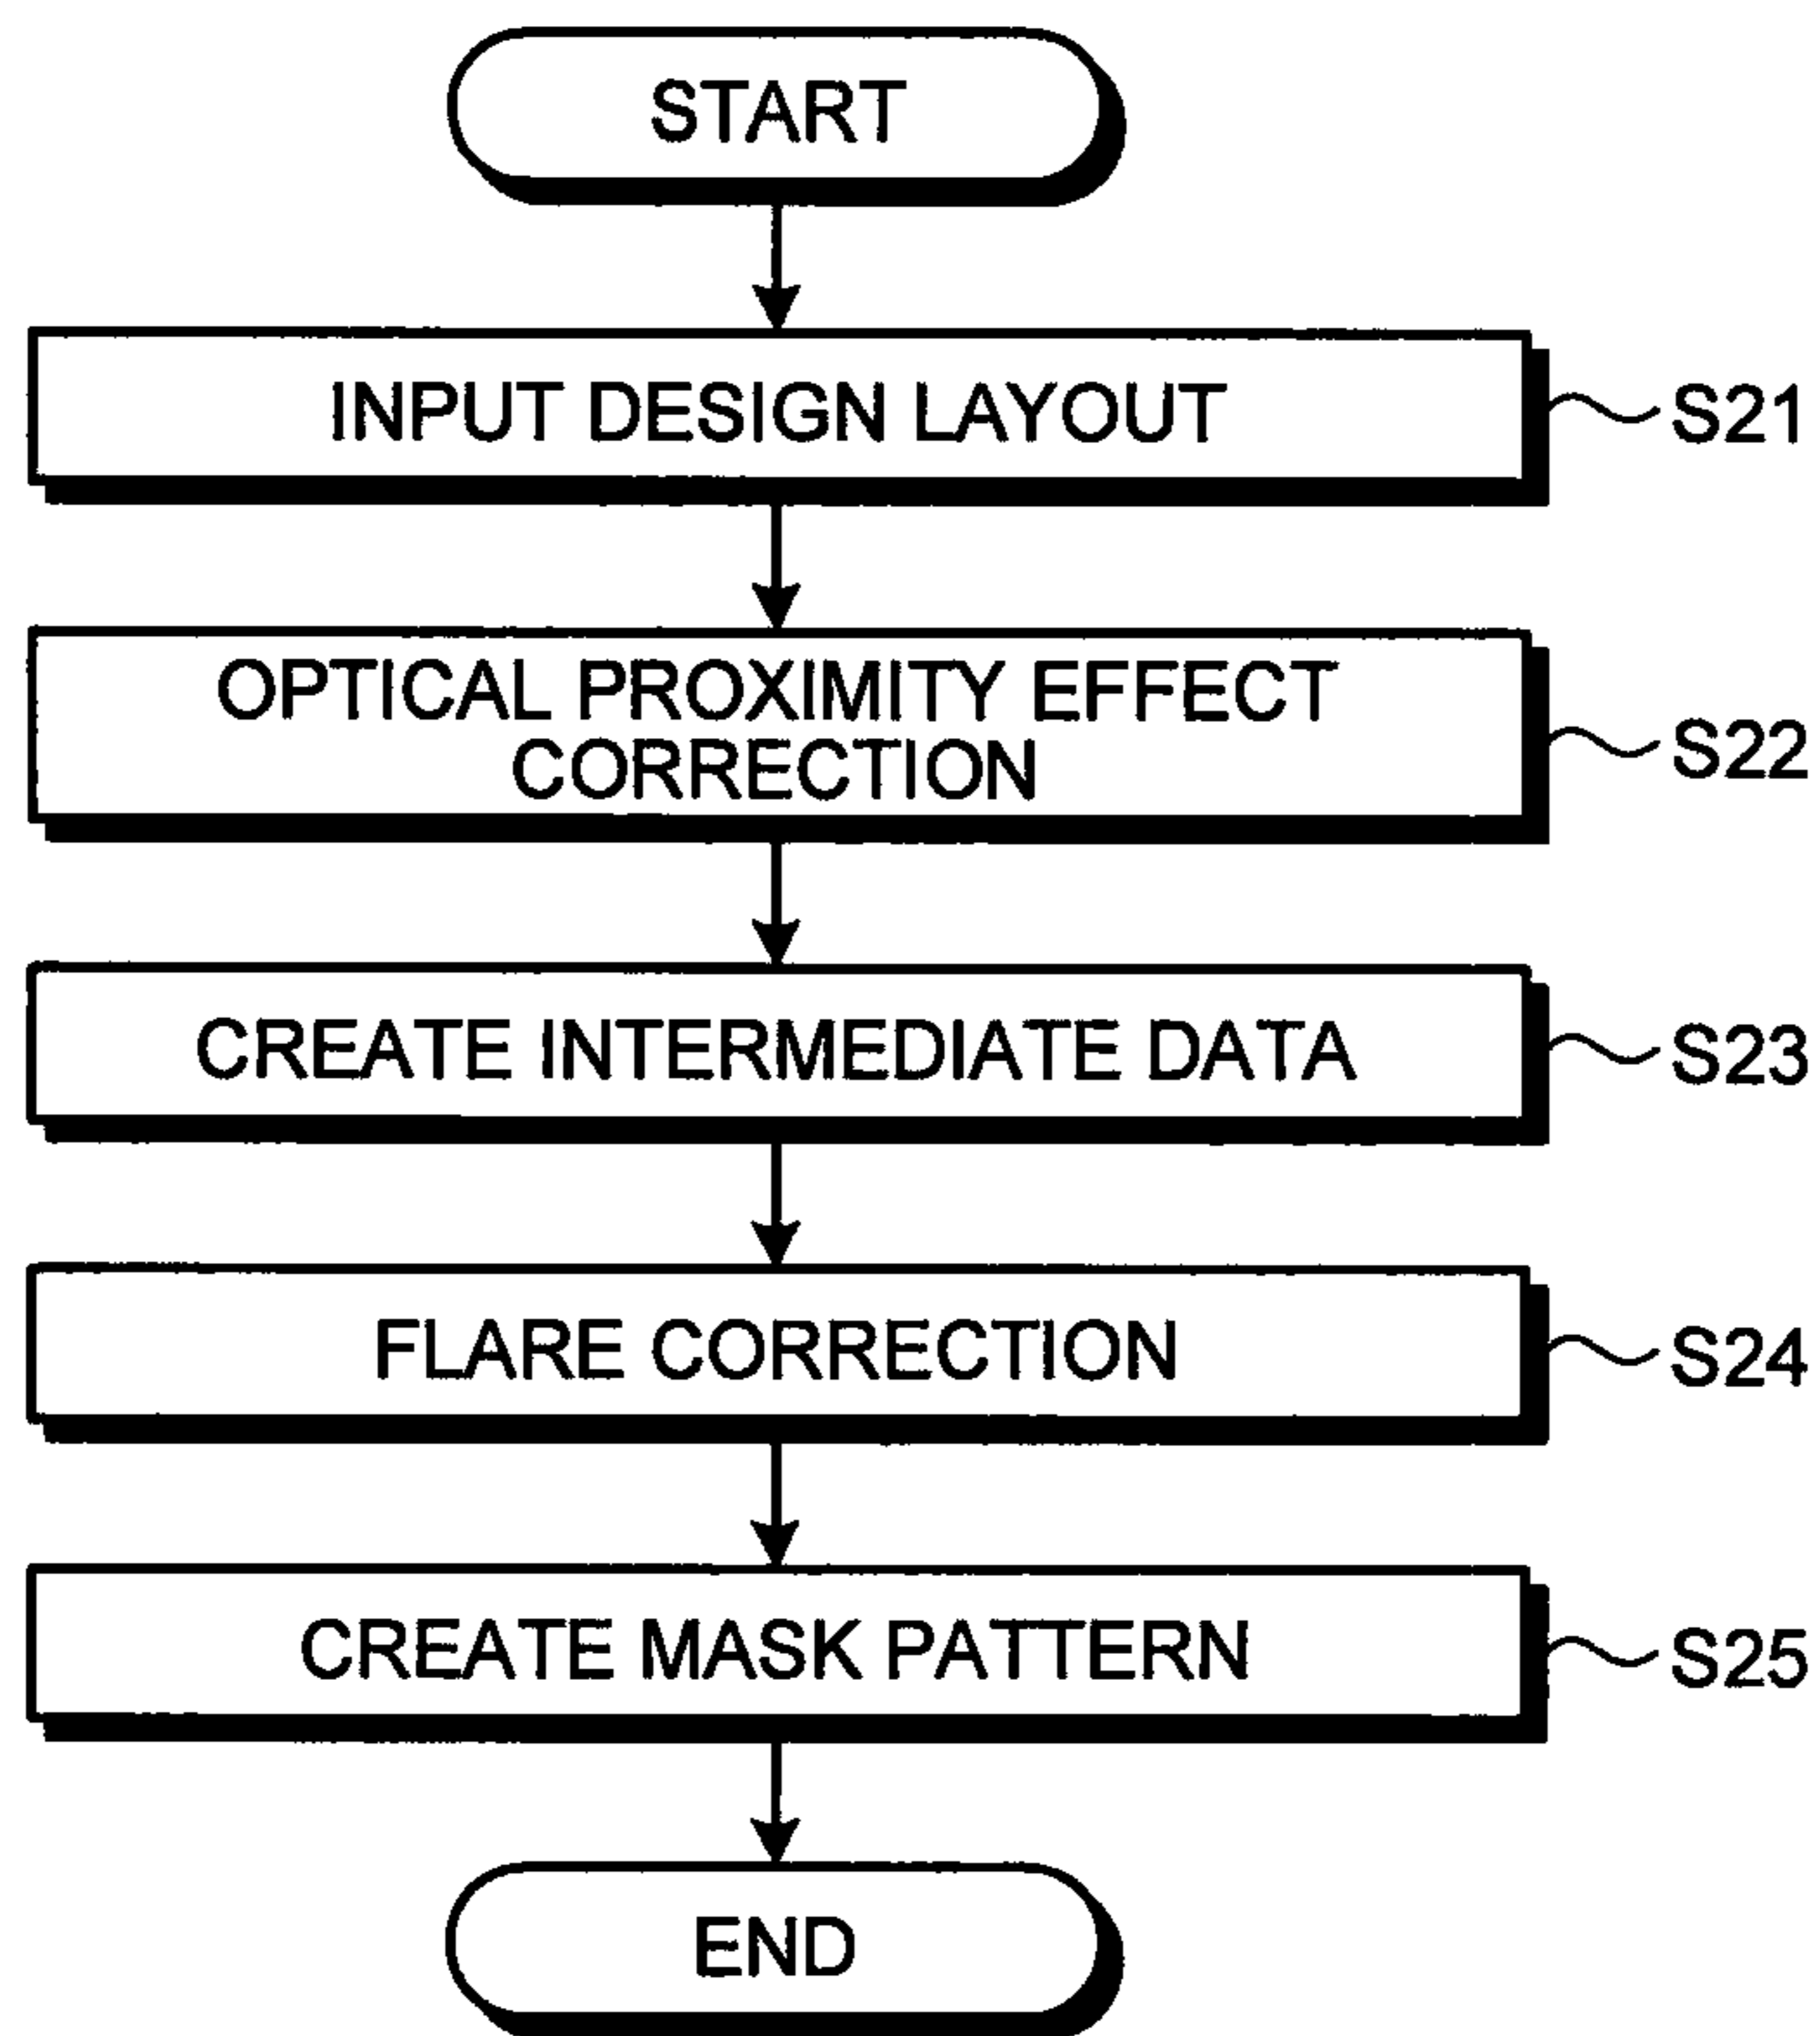 START
INPUT DESIGN LAYOUT
S21
OPTICAL PROXIMITY EFFECT
CORRECTION
S22
CREATE INTERMEDIATE DATA
S23
FLARE CORRECTION
S24
CREATE MASK PATTERN
S25
END